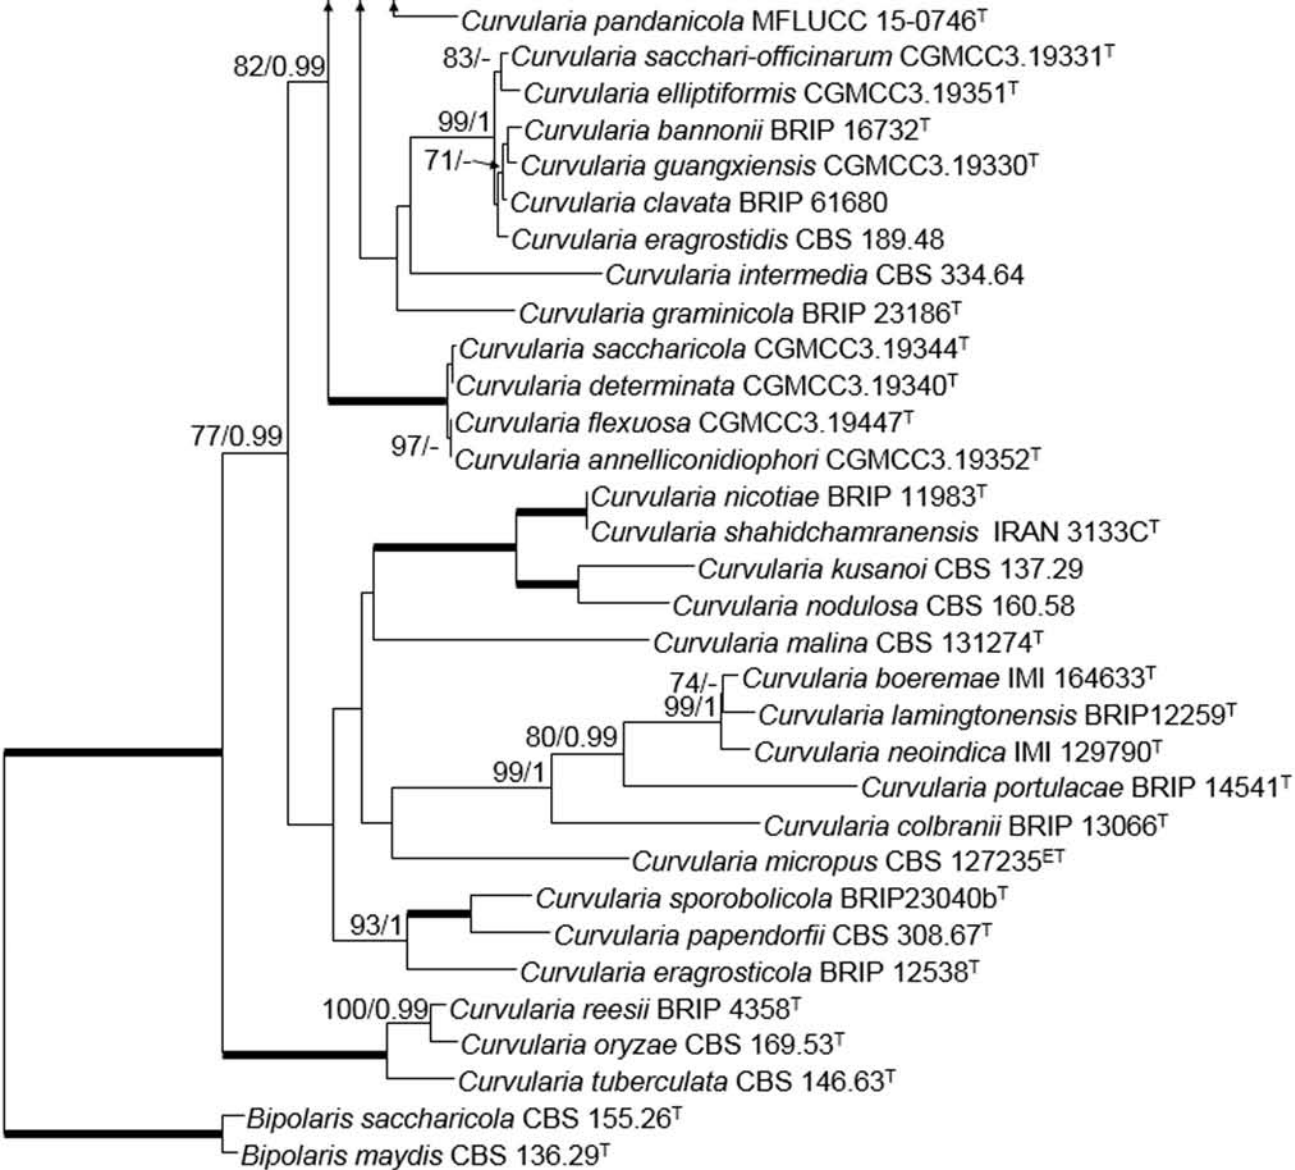 Curvularia pandanicola MFLUCC 15-0746ᵀ
82/0.99
83/-
Curvularia sacchari-officinarum CGMCC3.19331ᵀ
Curvularia elliptiformis CGMCC3.19351ᵀ
99/1
Curvularia bannonii BRIP 16732ᵀ
71/-
Curvularia guangxiensis CGMCC3.19330ᵀ
Curvularia clavata BRIP 61680
Curvularia eragrostidis CBS 189.48
Curvularia intermedia CBS 334.64
Curvularia graminicola BRIP 23186ᵀ
Curvularia saccharicola CGMCC3.19344ᵀ
Curvularia determinata CGMCC3.19340ᵀ
77/0.99
Curvularia flexuosa CGMCC3.19447ᵀ
97/-
Curvularia annelliconidiophori CGMCC3.19352ᵀ
Curvularia nicotiae BRIP 11983ᵀ
Curvularia shahidchamranensis IRAN 3133Cᵀ
Curvularia kusanoi CBS 137.29
Curvularia nodulosa CBS 160.58
Curvularia malina CBS 131274ᵀ
74/-
Curvularia boeremae IMI 164633ᵀ
99/1
Curvularia lamingtonensis BRIP12259ᵀ
80/0.99
Curvularia neoindica IMI 129790ᵀ
99/1
Curvularia portulacae BRIP 14541ᵀ
Curvularia colbranii BRIP 13066ᵀ
Curvularia micropus CBS 127235ᴱᵀ
Curvularia sporobolicola BRIP23040bᵀ
93/1
Curvularia papendorfii CBS 308.67ᵀ
Curvularia eragrosticola BRIP 12538ᵀ
100/0.99
Curvularia reesii BRIP 4358ᵀ
Curvularia oryzae CBS 169.53ᵀ
Curvularia tuberculata CBS 146.63ᵀ
Bipolaris saccharicola CBS 155.26ᵀ
Bipolaris maydis CBS 136.29ᵀ